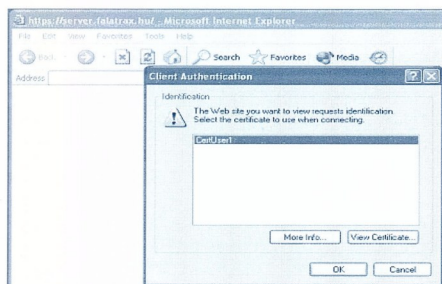 https://server.falatrax.hu/ - Microsoft Internet Explorer
File Edit View Favorites Tools Help
Back Search Favorites Media
Address
Client Authentication
Identification
The Web site you want to view requests identification.
Select the certificate to use when connecting.
CertUser1
More Info... View Certificate...
OK Cancel